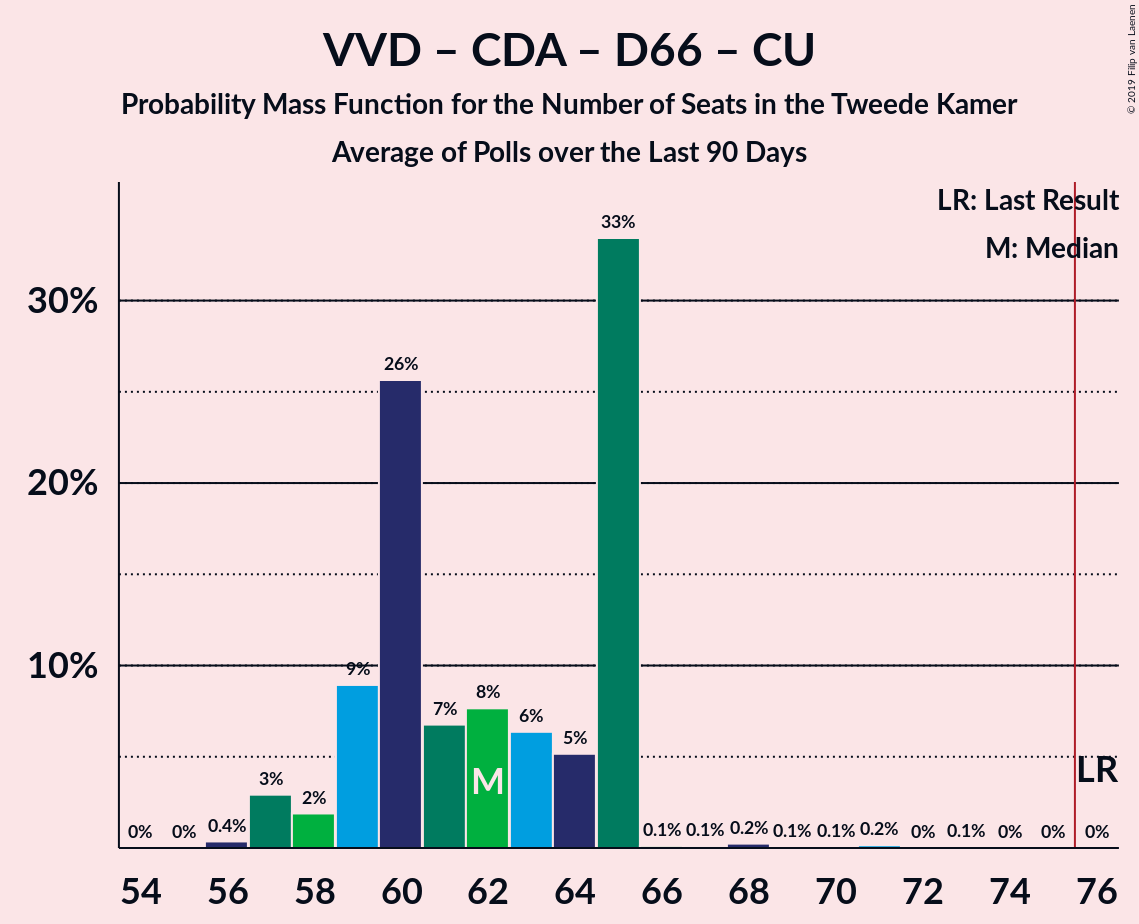 VVD – CDA – D66 – CU
Probability Mass Function for the Number of Seats in the Tweede Kamer
Average of Polls over the Last 90 Days
© 2019 Filip van Laenen
LR: Last Result
M: Median
30%
20%
10%
0% 0% 0.4% 3% 2% 9% 26% 7% 8% 6% 5% 33% 0.1% 0.1% 0.2% 0.1% 0.1% 0.2% 0% 0.1% 0% 0% 0%
M
LR
54 56 58 60 62 64 66 68 70 72 74 76